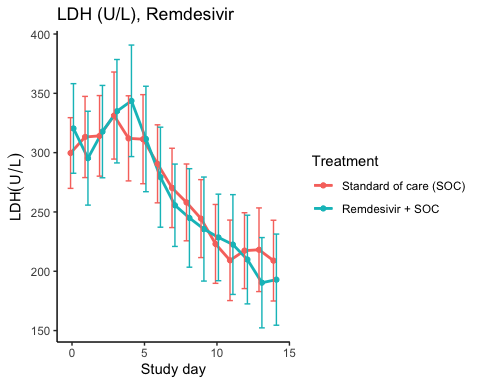 LDH (U/L), Remdesivir
400
350
300
250
200
150
LDH(U/L)
0
5
10
15
Study day
Treatment
Standard of care (SOC)
Remdesivir + SOC